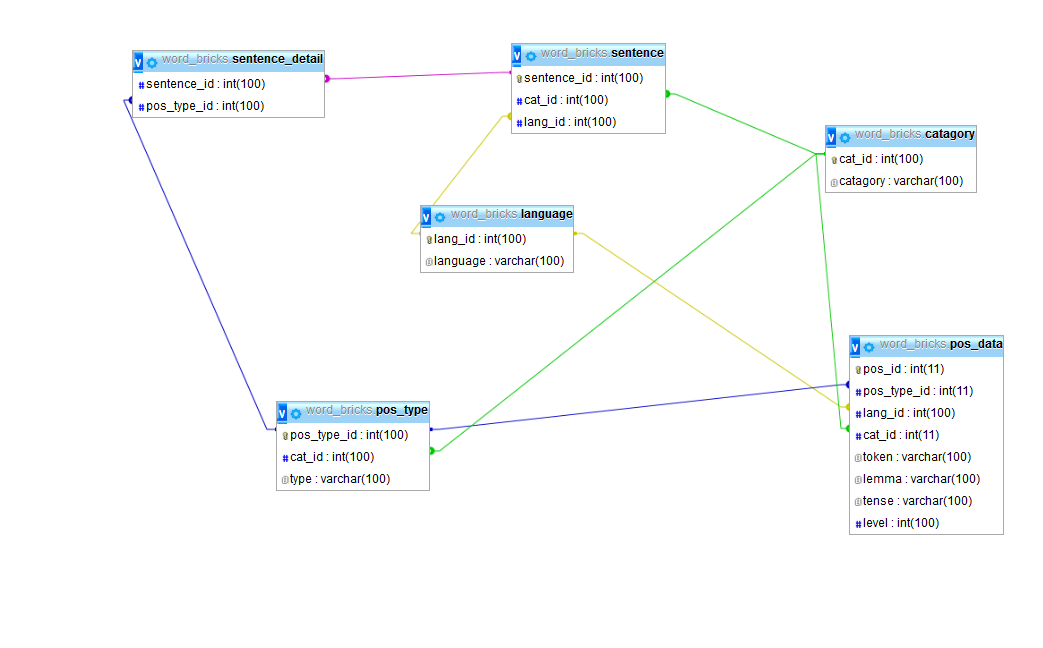 word_bricks sentence_detail
sentence_id : int(100)
pos_type_id : int(100)
word_bricks sentence
sentence_id : int(100)
cat_id : int(100)
lang_id : int(100)
word_bricks catagory
cat_id : int(100)
catagory : varchar(100)
word_bricks language
lang_id : int(100)
language : varchar(100)
word_bricks pos_data
pos_id : int(11)
pos_type_id : int(11)
lang_id : int(100)
cat_id : int(11)
token : varchar(100)
lemma : varchar(100)
tense : varchar(100)
level : int(100)
word_bricks pos_type
pos_type_id : int(100)
cat_id : int(100)
type : varchar(100)